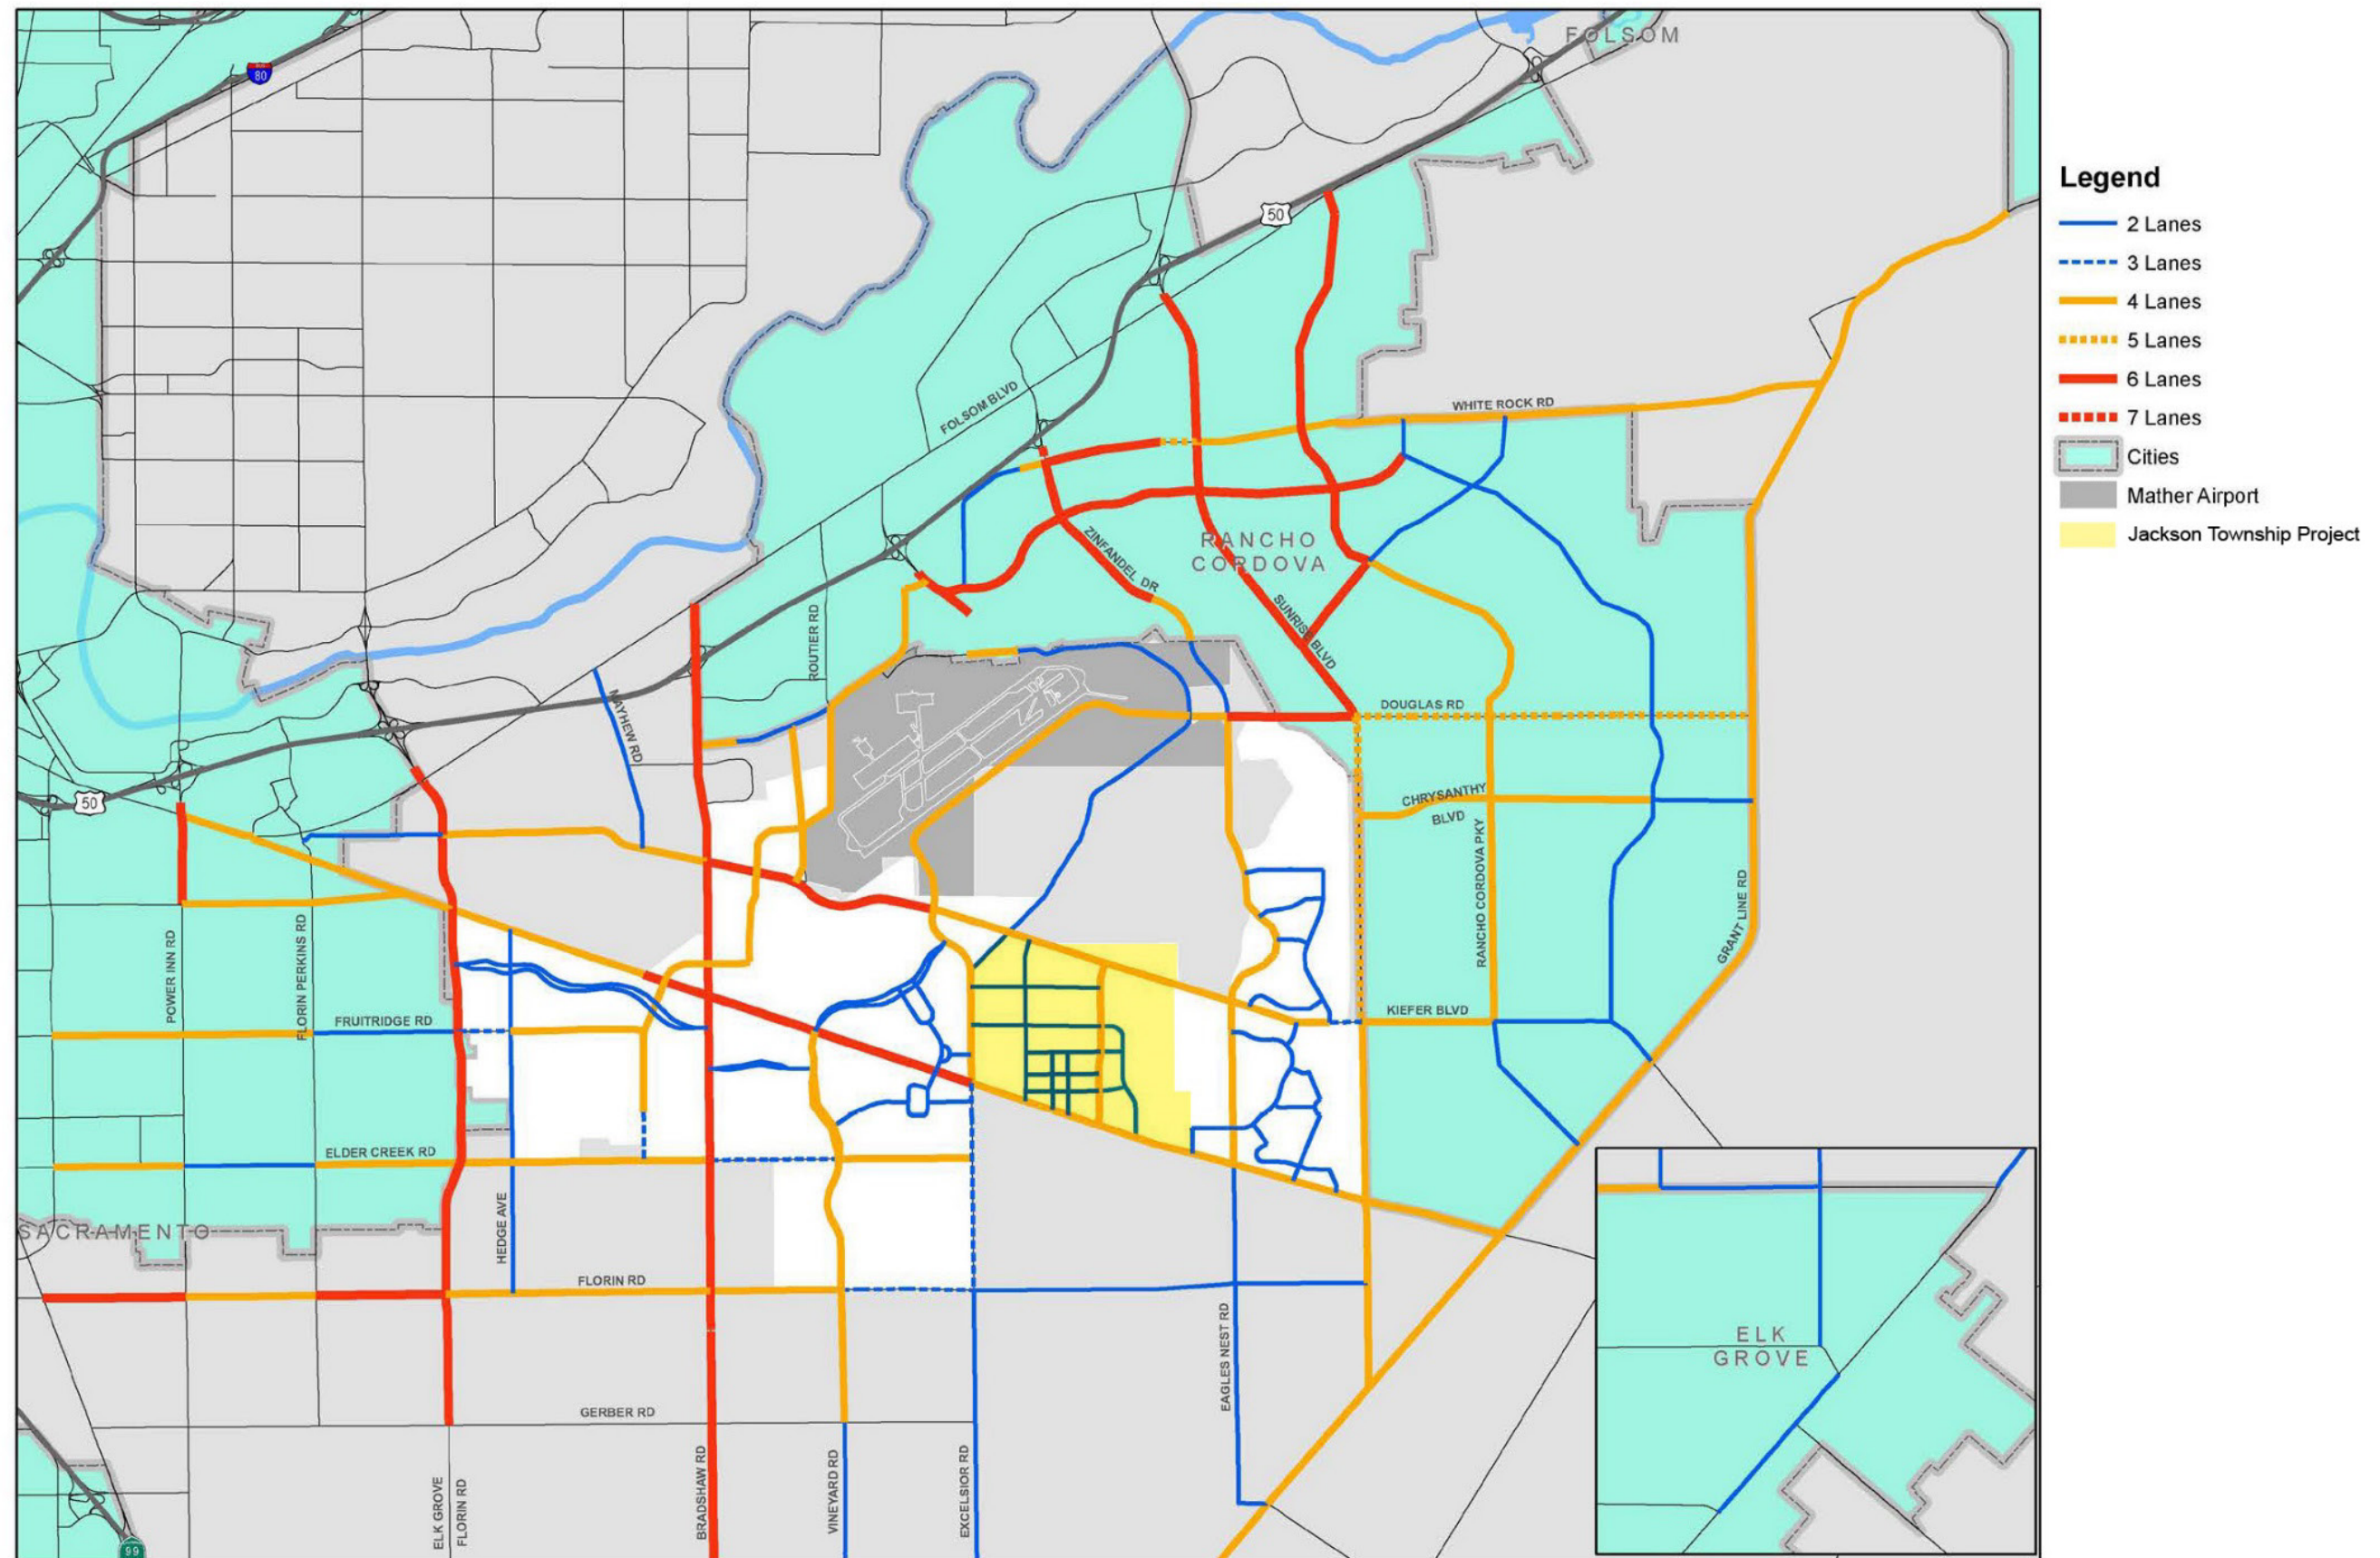 FOLSOM
80
50
Legend
2 Lanes
3 Lanes
4 Lanes
5 Lanes
6 Lanes
7 Lanes
Cities
Mather Airport
Jackson Township Project
FOLSOM BLVD
WHITE ROCK RD
RANCHO
CORDOVA
ZINFANDEL DR
SUNRISE BLVD
ROUTIER RD
MAYHEW RD
DOUGLAS RD
50
CHRYSANTHY
BLVD
RANCHO CORDOVA PKY
GRANT LINE RD
POWER INN RD
FLORIN PERKINS RD
FRUITRIDGE RD
KIEFER BLVD
ELDER CREEK RD
HEDGE AVE
SACRAMENTO
FLORIN RD
EAGLES NEST RD
ELK
GROVE
GERBER RD
ELK GROVE
FLORIN RD
BRADSHAW RD
VINEYARD RD
EXCELSIOR RD
99